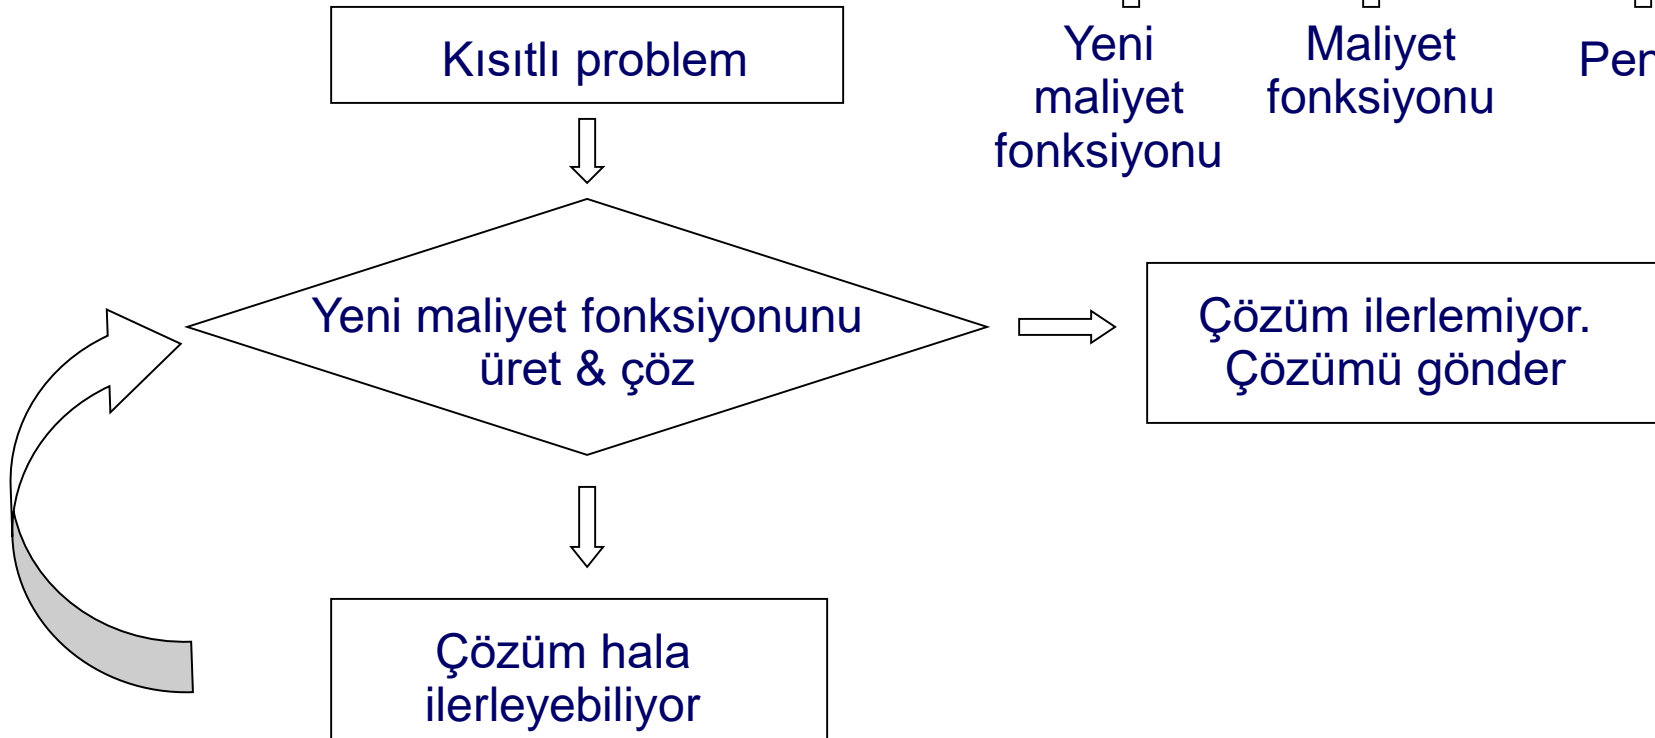 Kısıtlı problem
Yeni
maliyet
fonksiyonu
Maliyet
fonksiyonu
Yeni maliyet fonksiyonunu
üret & çöz
Çözüm ilerlemiyor.
Çözümü gönder
Çözüm hala
ilerleyebiliyor